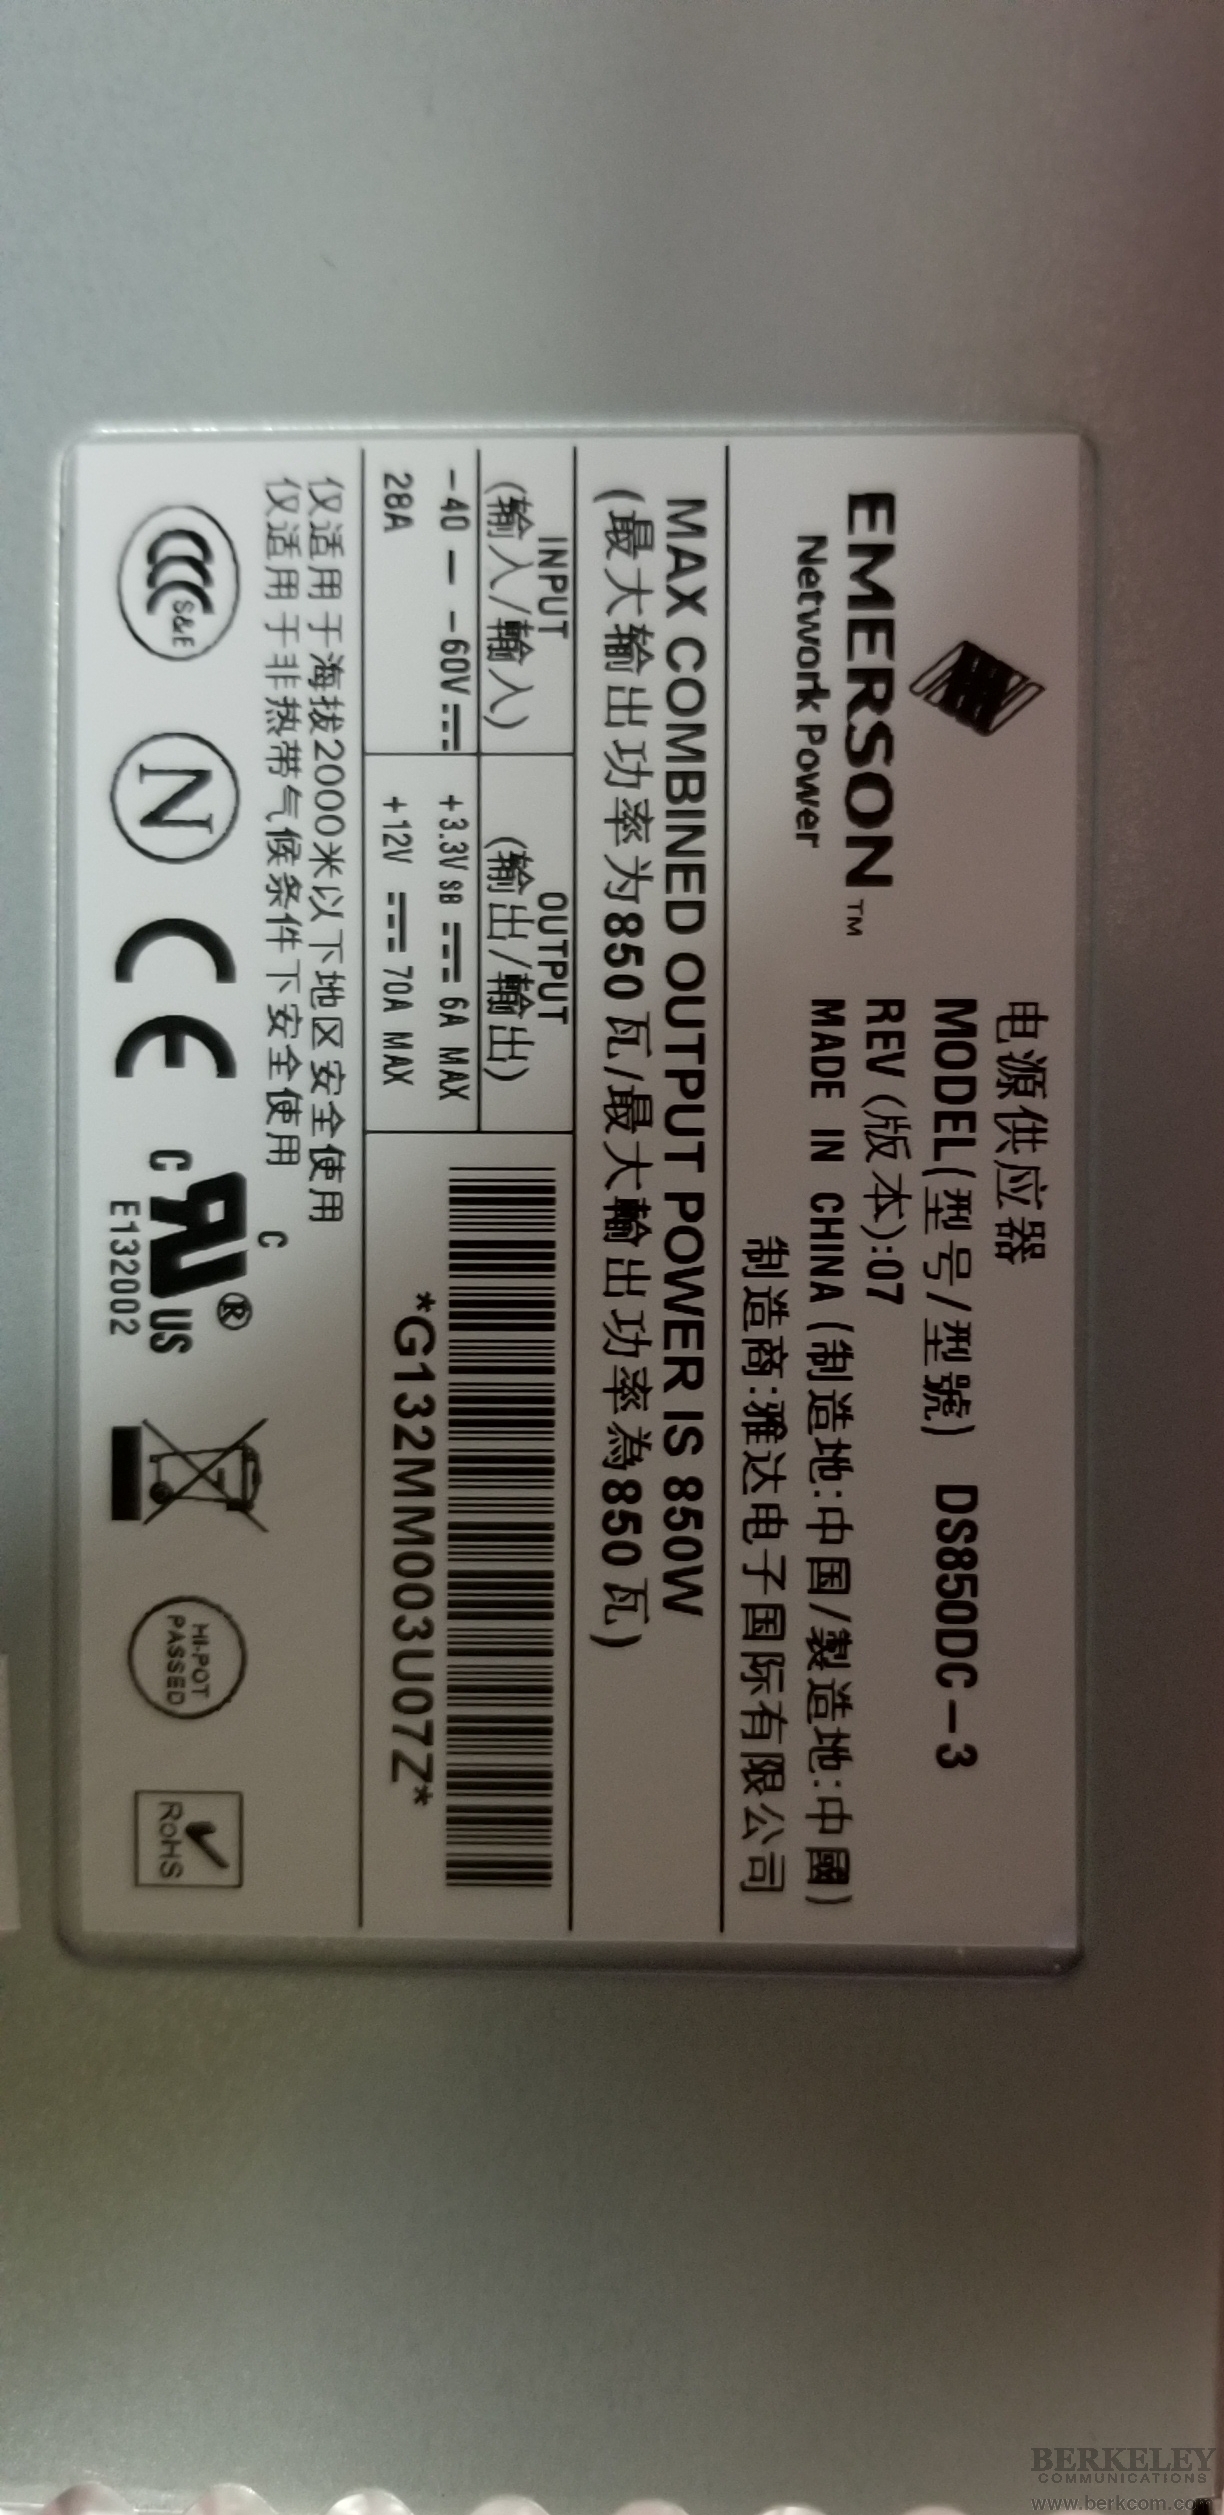 EMERSON™
Network Power
电源供应器
MODEL(型号/型號) DS850DC-3
REV(版本):07
MADE IN CHINA(制造地:中国/製造地:中國)
制造商:雅达电子国际有限公司
MAX COMBINED OUTPUT POWER IS 850W
(最大输出功率为850瓦/最大輸出功率為850瓦)
INPUT
(输入/輸入)
OUTPUT
(输出/輸出)
-40 - -60V
28A
+3.3V SB 6A MAX
+12V 70A MAX
*G132MM003U07Z*
仅适用于海拔2000米以下地区安全使用
仅适用于非热带气候条件下安全使用
CCC S&E
N
CE
C
C UR US ®
E132002
HI-POT
PASSED
RoHS
BERKELEY
COMMUNICATIONS
www.berkcom.com